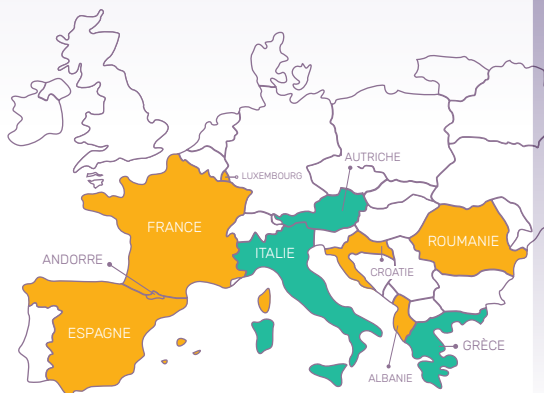 AUTRICHE
LUXEMBOURG
FRANCE
ROUMANIE
ITALIE
ANDORRE
CROATIE
ESPAGNE
GRÈCE
ALBANIE